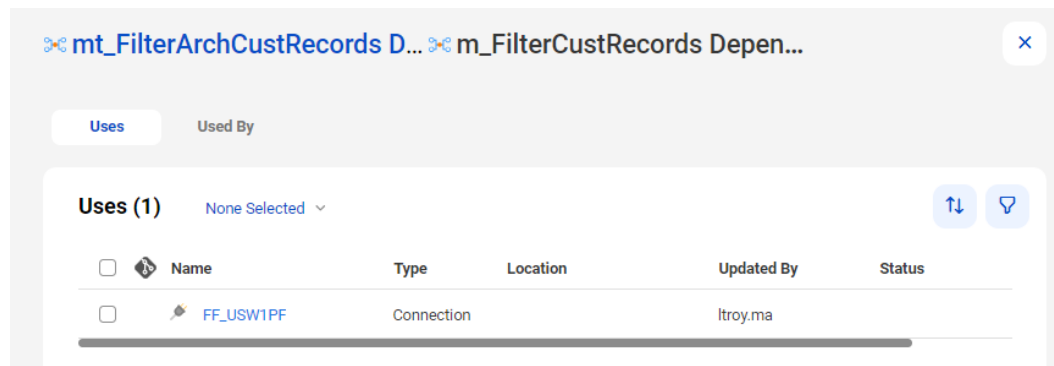 mt_FilterArchCustRecords D... m_FilterCustRecords Depen...
Uses Used By
Uses (1) None Selected
Name Type Location Updated By Status
FF_USW1PF Connection ltroy.ma